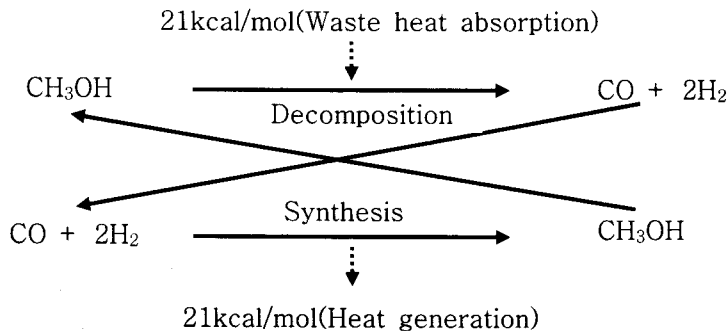 21kcal/mol(Waste heat absorption)
CH₃OH
CO + 2H₂
Decomposition
Synthesis
CO + 2H₂
CH₃OH
21kcal/mol(Heat generation)